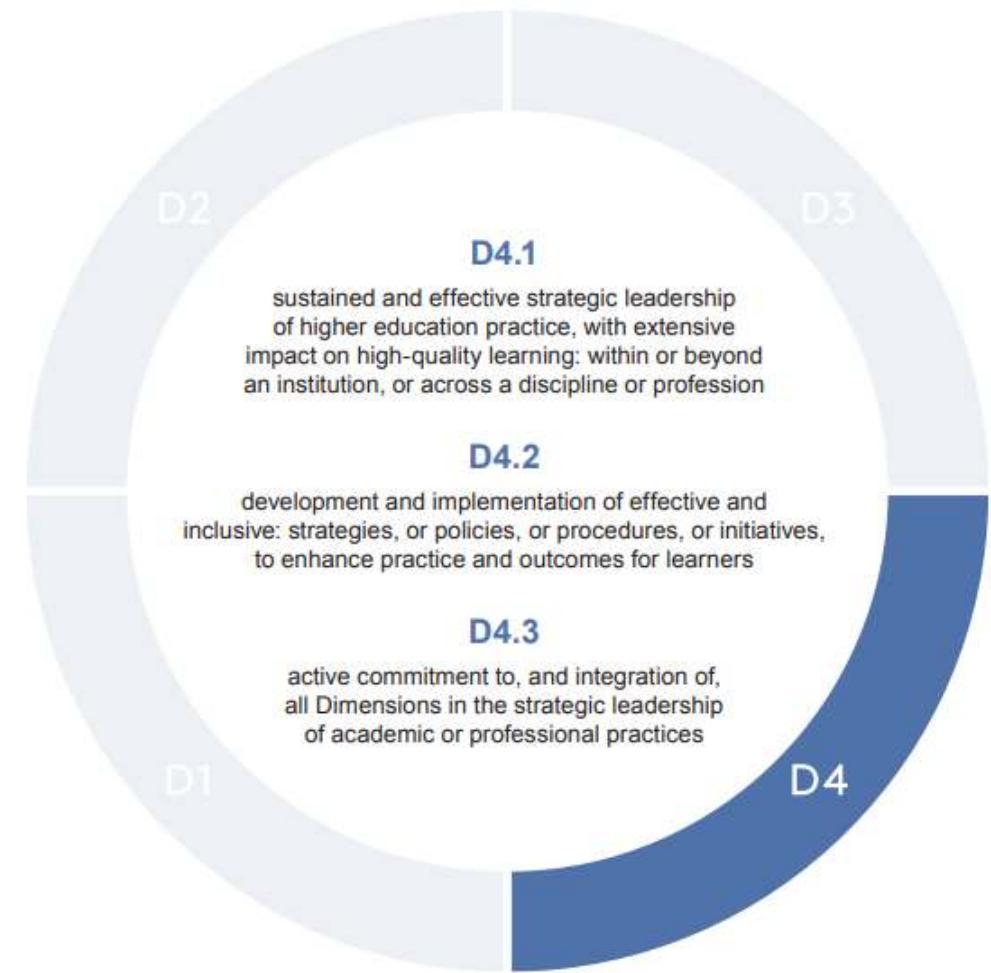 D2
D3
D4.1
sustained and effective strategic leadership
of higher education practice, with extensive
impact on high-quality learning: within or beyond
an institution, or across a discipline or profession
D4.2
development and implementation of effective and
inclusive: strategies, or policies, or procedures, or initiatives,
to enhance practice and outcomes for learners
D4.3
active commitment to, and integration of,
all Dimensions in the strategic leadership
of academic or professional practices
D1
D4